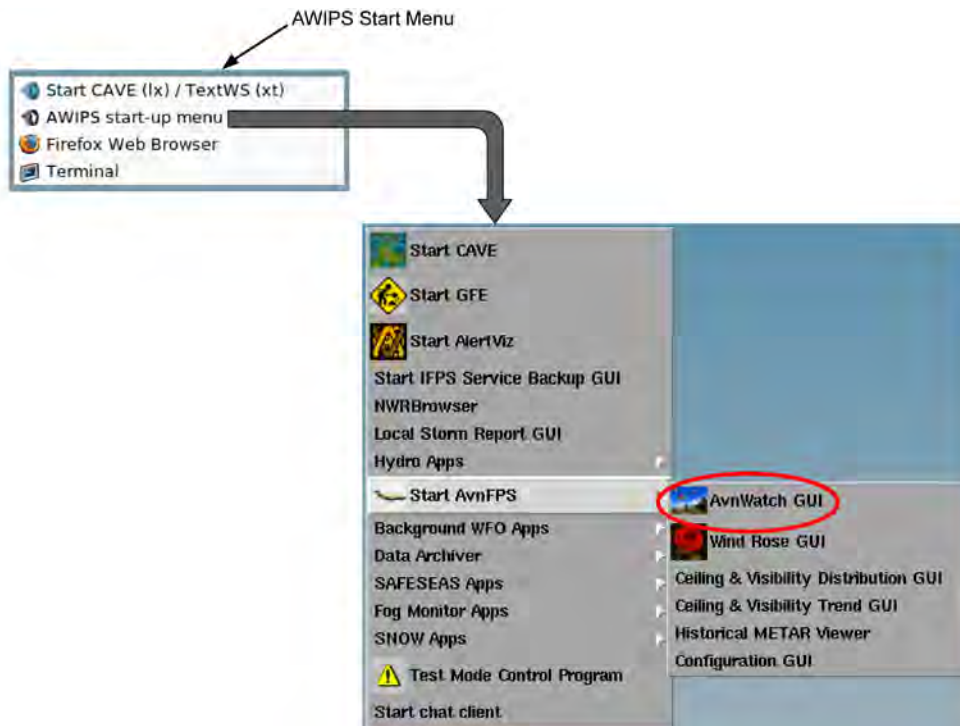 AWIPS Start Menu
Start CAVE (lx) / TextWS (xt)
AWIPS start-up menu
Firefox Web Browser
Terminal
Start CAVE
Start GFE
Start AlertViz
Start IFPS Service Backup GUI
NWRBrowser
Local Storm Report GUI
Hydro Apps
Start AvnFPS
Background WFO Apps
Data Archiver
SAFESEAS Apps
Fog Monitor Apps
SNOW Apps
Test Mode Control Program
Start chat client
AvnWatch GUI
Wind Rose GUI
Ceiling & Visibility Distribution GUI
Ceiling & Visibility Trend GUI
Historical METAR Viewer
Configuration GUI